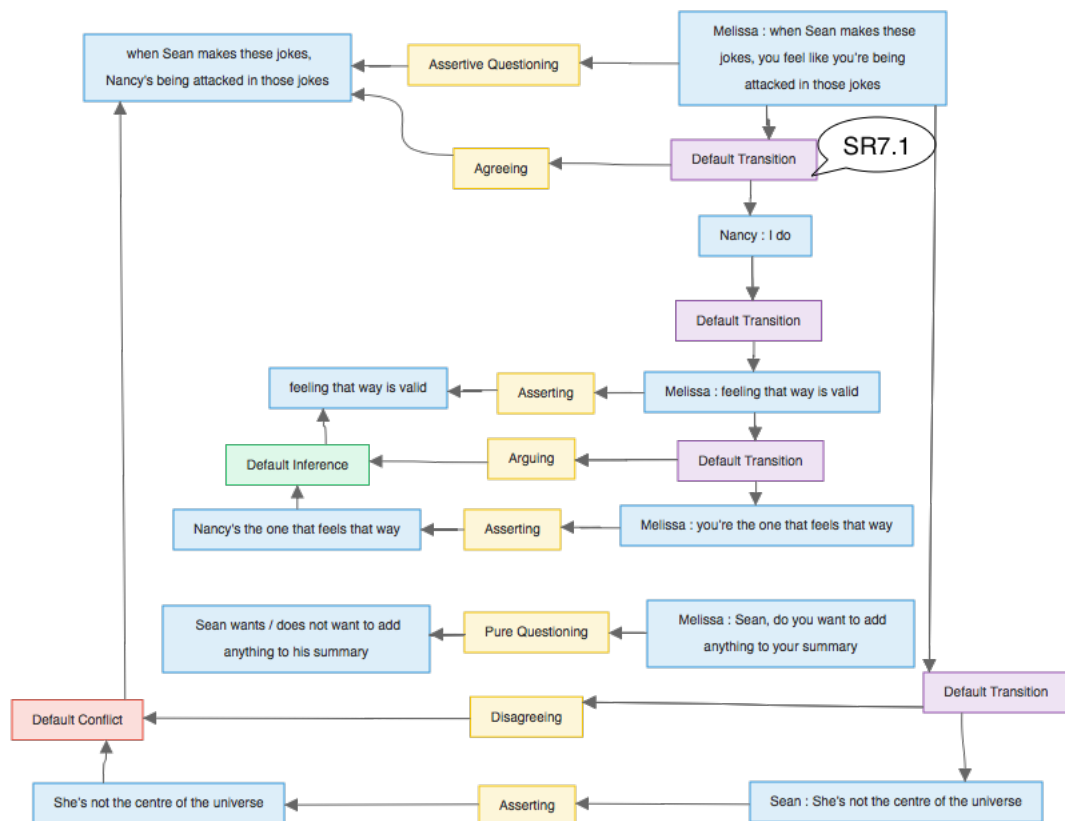 when Sean makes these jokes,
Nancy's being attacked in those jokes
Assertive Questioning
Melissa : when Sean makes these
jokes, you feel like you're being
attacked in those jokes
Agreeing
Default Transition
SR7.1
Nancy : I do
Default Transition
feeling that way is valid
Asserting
Melissa : feeling that way is valid
Default Inference
Arguing
Default Transition
Nancy's the one that feels that way
Asserting
Melissa : you're the one that feels that way
Sean wants / does not want to add
anything to his summary
Pure Questioning
Melissa : Sean, do you want to add
anything to your summary
Default Transition
Default Conflict
Disagreeing
She's not the centre of the universe
Asserting
Sean : She's not the centre of the universe